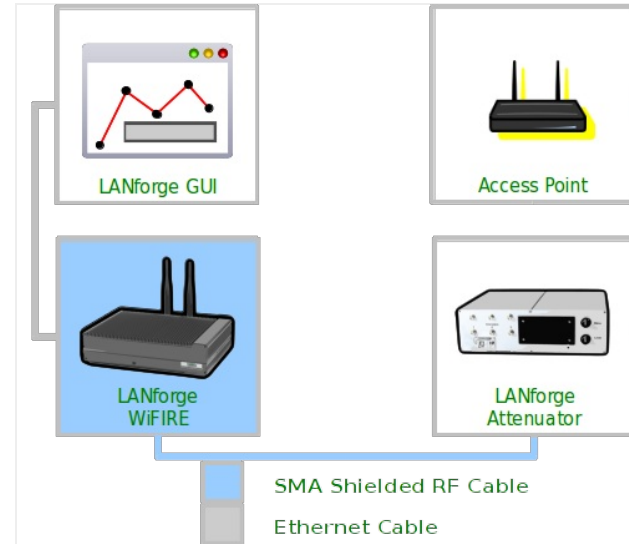 LANforge GUI
Access Point
LANforge
WiFIRE
LANforge
Attenuator
SMA Shielded RF Cable
Ethernet Cable